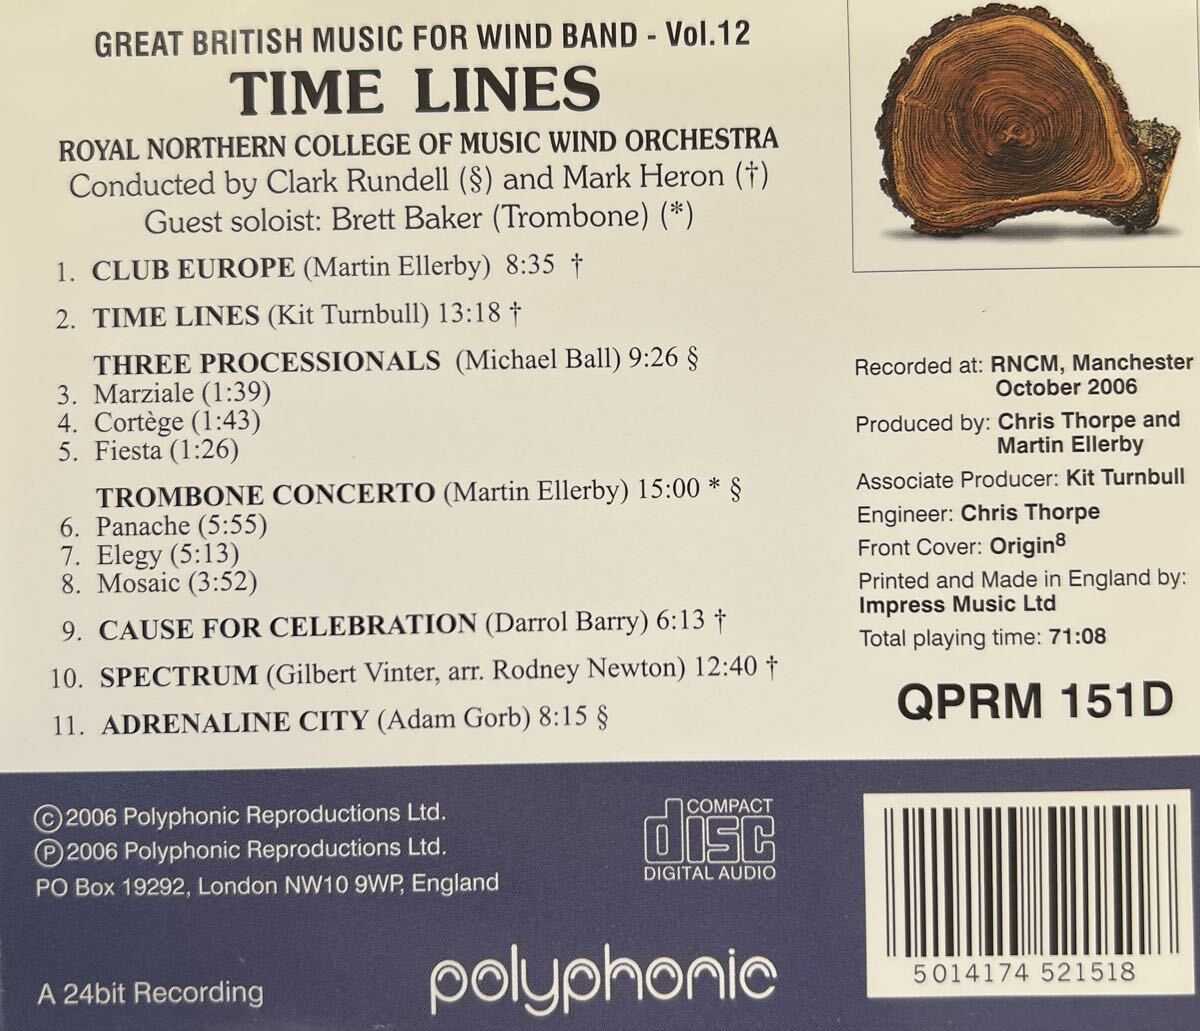 GREAT BRITISH MUSIC FOR WIND BAND - Vol.12
TIME LINES
ROYAL NORTHERN COLLEGE OF MUSIC WIND ORCHESTRA
Conducted by Clark Rundell (§) and Mark Heron (†)
Guest soloist: Brett Baker (Trombone) (*)
1. CLUB EUROPE (Martin Ellerby) 8:35 †
2. TIME LINES (Kit Turnbull) 13:18 †
THREE PROCESSIONALS (Michael Ball) 9:26 §
3. Marziale (1:39)
4. Cortège (1:43)
5. Fiesta (1:26)
TROMBONE CONCERTO (Martin Ellerby) 15:00 * §
6. Panache (5:55)
7. Elegy (5:13)
8. Mosaic (3:52)
9. CAUSE FOR CELEBRATION (Darrol Barry) 6:13 †
10. SPECTRUM (Gilbert Vinter, arr. Rodney Newton) 12:40 †
11. ADRENALINE CITY (Adam Gorb) 8:15 §
Recorded at: RNCM, Manchester
October 2006
Produced by: Chris Thorpe and
Martin Ellerby
Associate Producer: Kit Turnbull
Engineer: Chris Thorpe
Front Cover: Origin8
Printed and Made in England by:
Impress Music Ltd
Total playing time: 71:08
QPRM 151D
©2006 Polyphonic Reproductions Ltd.
℗2006 Polyphonic Reproductions Ltd.
PO Box 19292, London NW10 9WP, England
A 24bit Recording
COMPACT
disc
DIGITAL AUDIO
polyphonic
5014174 521518